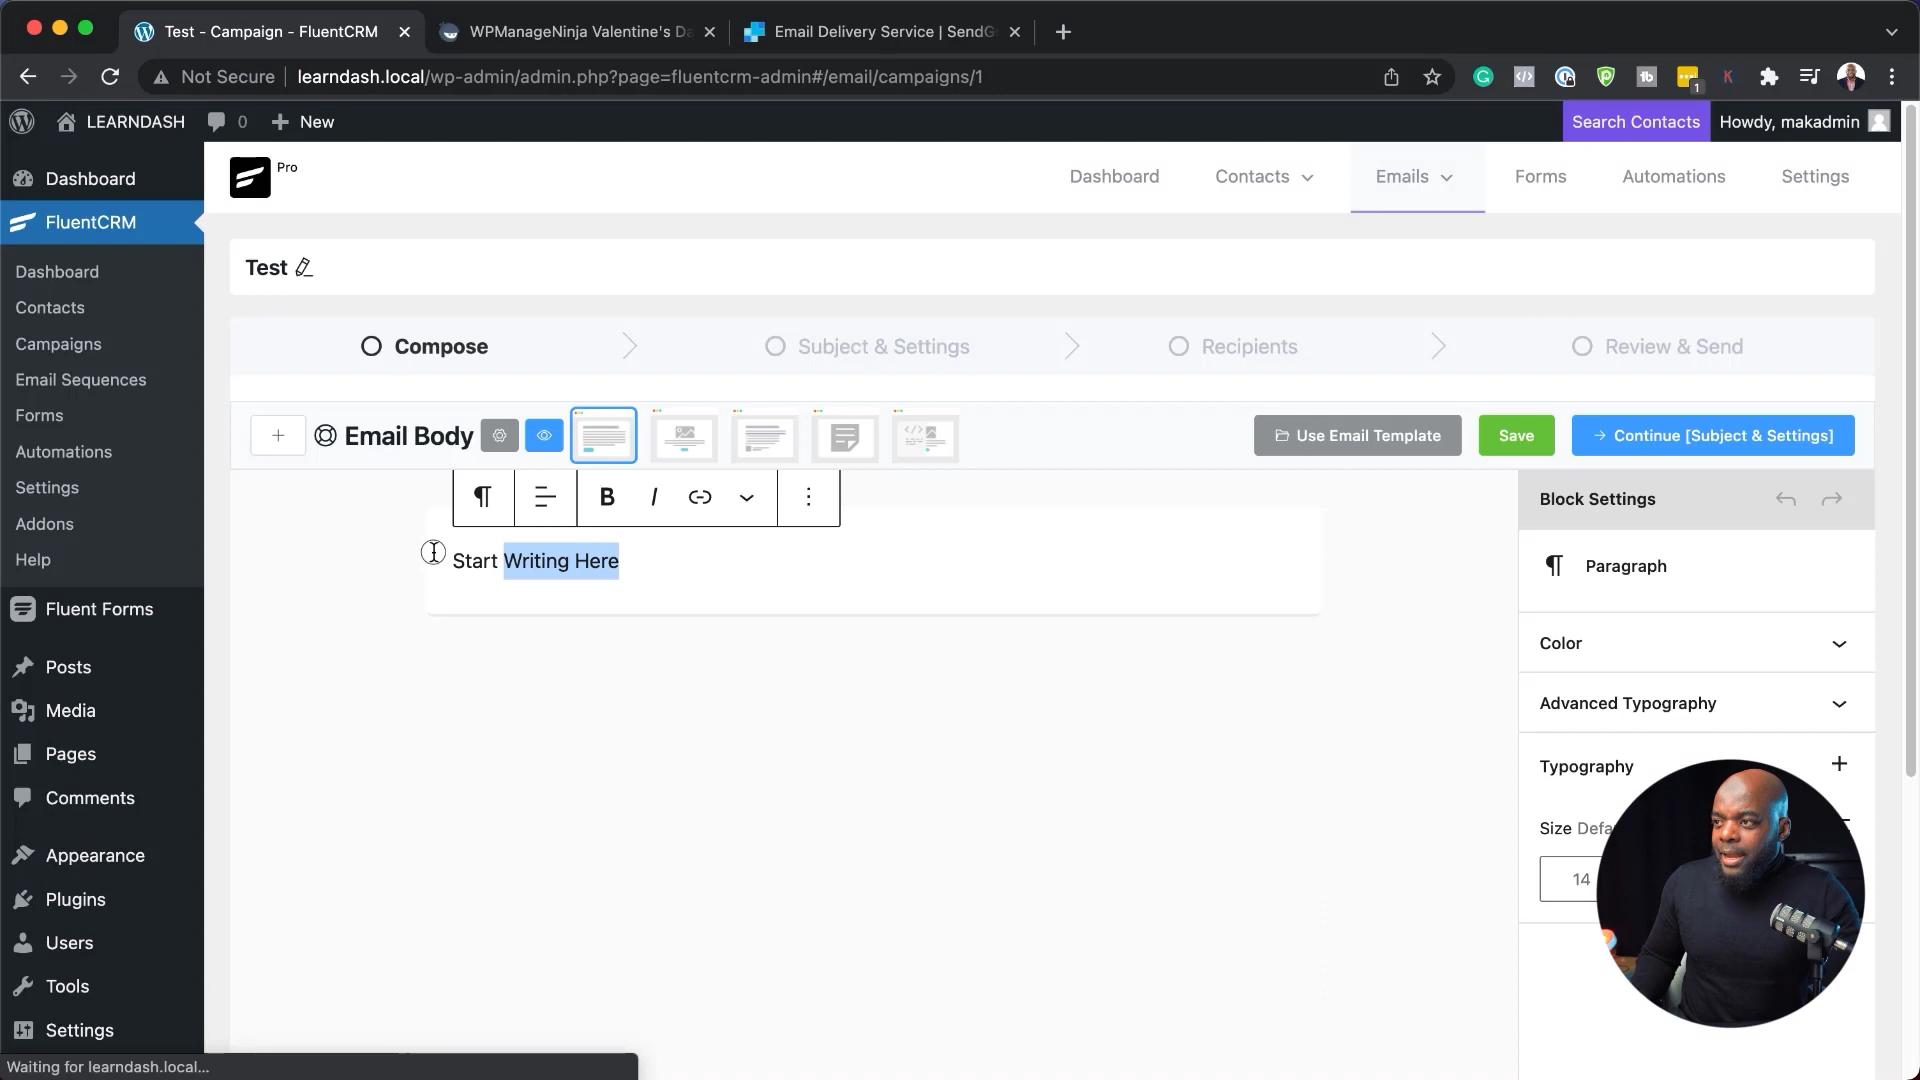 Test - Campaign - FluentCRM
WPManageNinja Valentine's Da
Email Delivery Service | SendG
Not Secure
learndash.local/wp-admin/admin.php?page=fluentcrm-admin#/email/campaigns/1
1
LEARNDASH
0
New
Search Contacts
Howdy, makadmin
Dashboard
FluentCRM
Dashboard
Contacts
Campaigns
Email Sequences
Forms
Automations
Settings
Addons
Help
Fluent Forms
Posts
Media
Pages
Comments
Appearance
Plugins
Users
Tools
Settings
Pro
Dashboard
Contacts
Emails
Forms
Automations
Settings
Test
Compose
Subject & Settings
Recipients
Review & Send
Email Body
Use Email Template
Save
Continue [Subject & Settings]
B I
Start Writing Here
Block Settings
Paragraph
Color
Advanced Typography
Typography
Size Defa
14
Waiting for learndash.local...